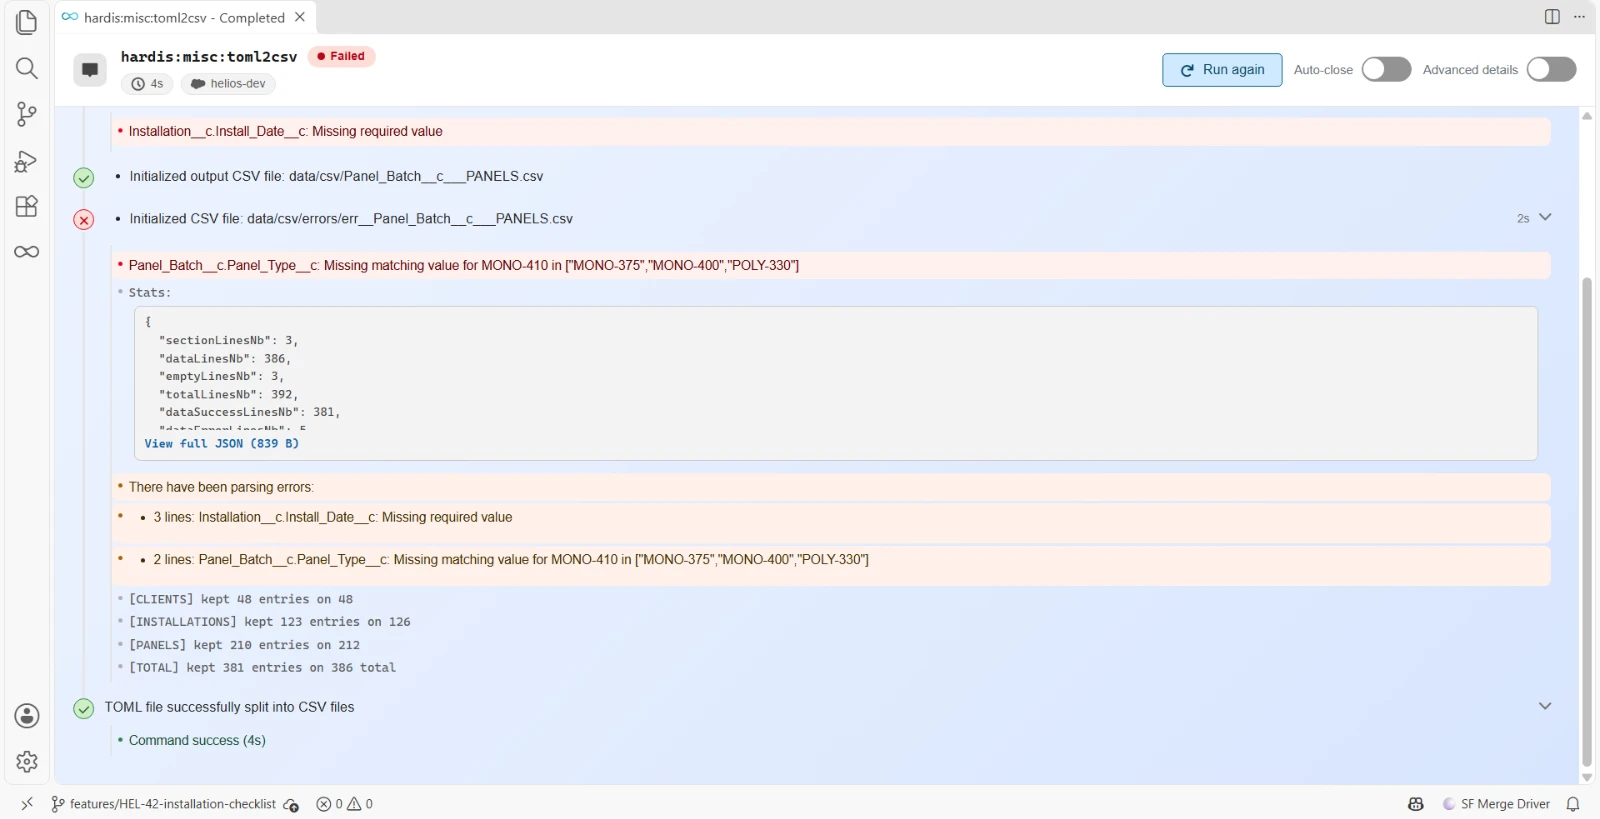 hardis:misc:toml2csv - Completed
hardis:misc:toml2csv
Failed
4s
helios-dev
Run again
Auto-close
Advanced details
• Installation__c.Install_Date__c: Missing required value
• Initialized output CSV file: data/csv/Panel_Batch__c___PANELS.csv
• Initialized CSV file: data/csv/errors/err__Panel_Batch__c___PANELS.csv
2s
• Panel_Batch__c.Panel_Type__c: Missing matching value for MONO-410 in ["MONO-375","MONO-400","POLY-330"]
• Stats:
{
"sectionLinesNb": 3,
"dataLinesNb": 386,
"emptyLinesNb": 3,
"totalLinesNb": 392,
"dataSuccessLinesNb": 381,
"dataErrorLinesNb": 5
View full JSON (839 B)
• There have been parsing errors:
• • 3 lines: Installation__c.Install_Date__c: Missing required value
• • 2 lines: Panel_Batch__c.Panel_Type__c: Missing matching value for MONO-410 in ["MONO-375","MONO-400","POLY-330"]
• [CLIENTS] kept 48 entries on 48
• [INSTALLATIONS] kept 123 entries on 126
• [PANELS] kept 210 entries on 212
• [TOTAL] kept 381 entries on 386 total
TOML file successfully split into CSV files
• Command success (4s)
features/HEL-42-installation-checklist
0
0
SF Merge Driver